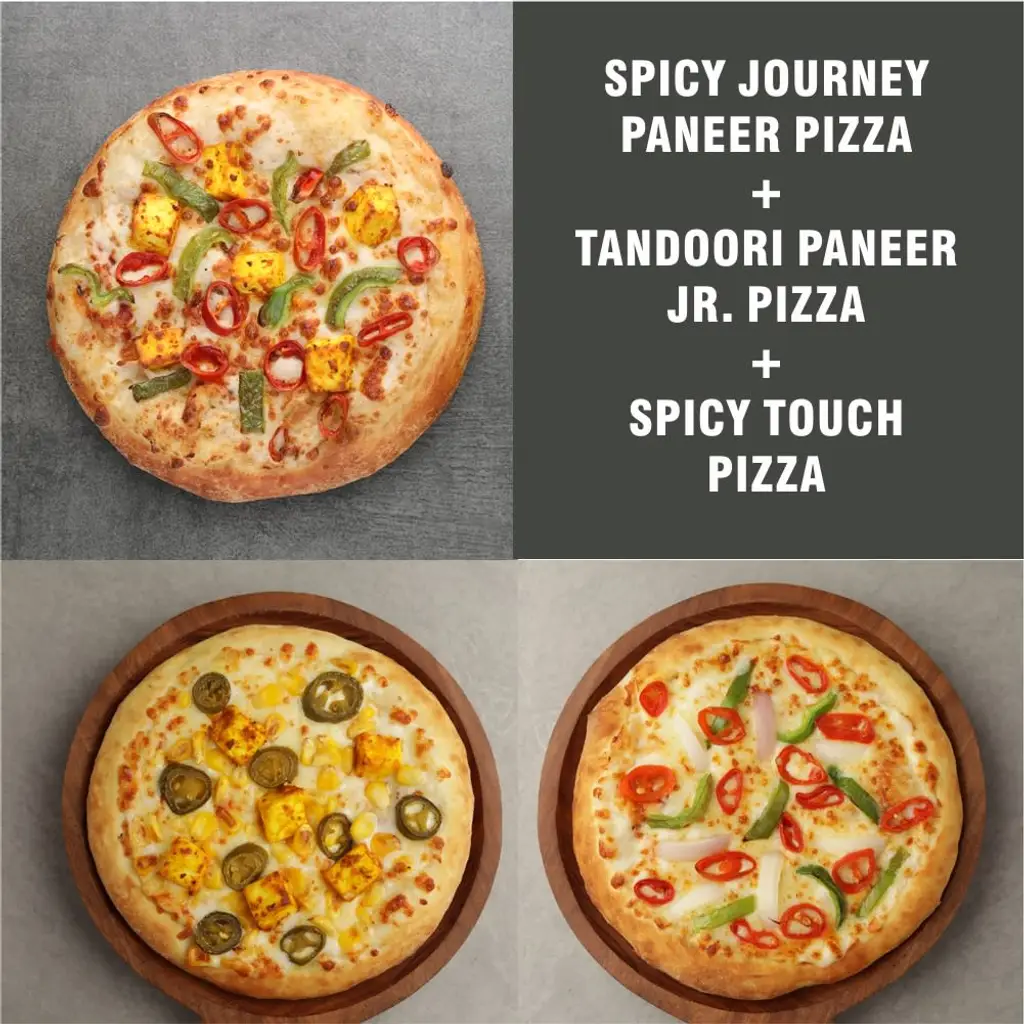 SPICY JOURNEY
PANEER PIZZA
+
TANDOORI PANEER
JR. PIZZA
+
SPICY TOUCH
PIZZA